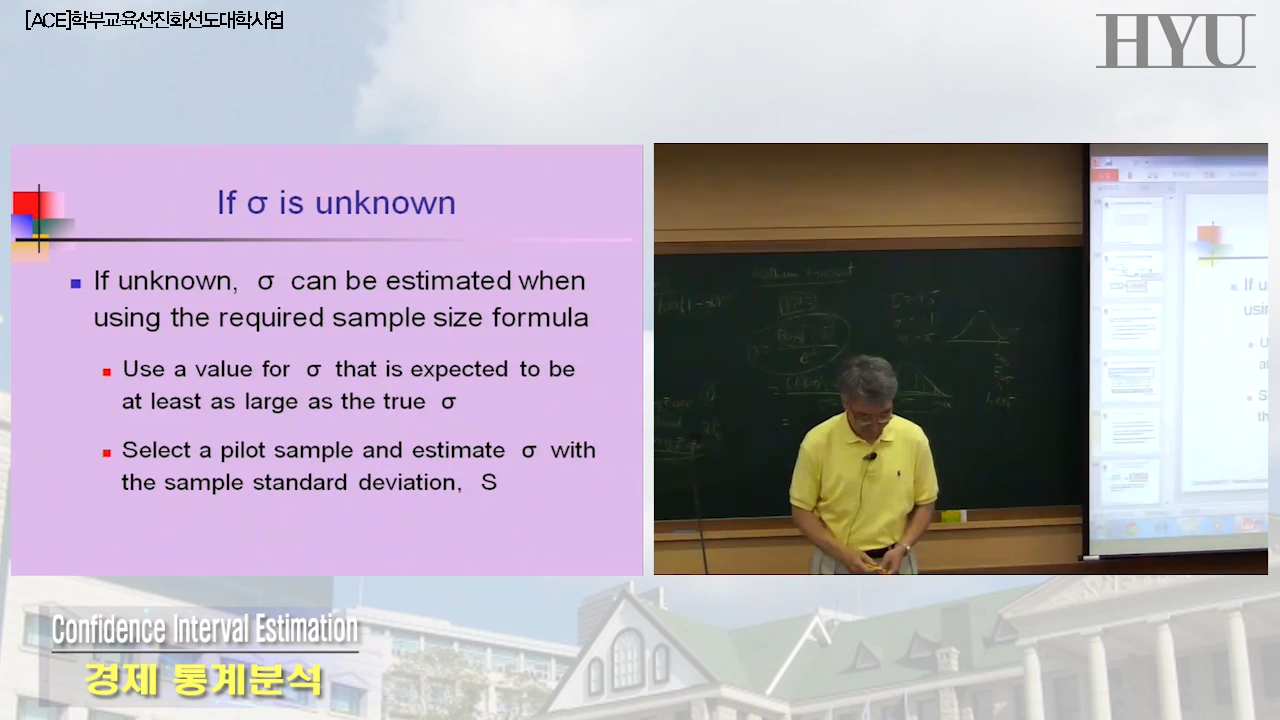 [ACE]학부교육선진화선도대학사업
HYU
If σ is unknown
If unknown, σ can be estimated when
using the required sample size formula
Use a value for σ that is expected to be
at least as large as the true σ
Select a pilot sample and estimate σ with
the sample standard deviation, S
Confidence Interval Estimation
경제 통계분석